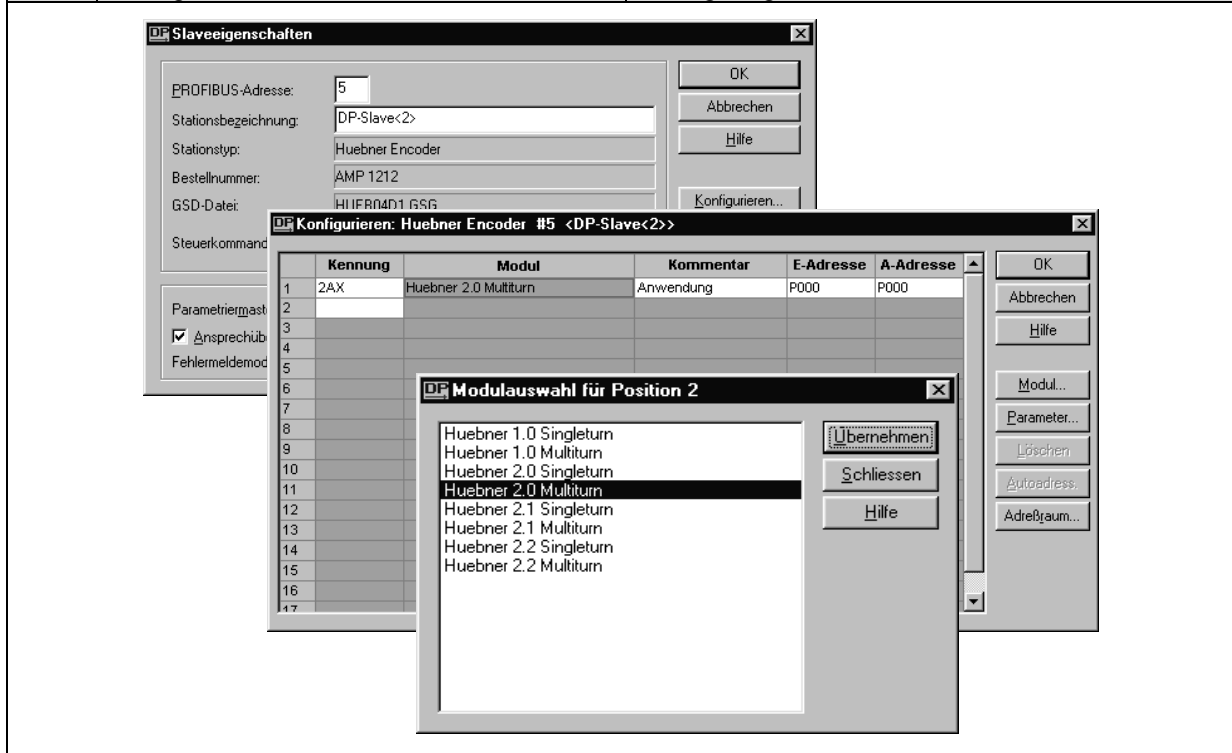 Slaveeigenschaften
PROFIBUS-Adresse: 5
Stationsbezeichnung: DP-Slave<2>
Stationstyp: Huebner Encoder
Bestellnummer: AMP 1212
GSD-Datei: HUEB04D1.GSG
Steuerkommand
Parametriermast
Ansprechüb
Fehlermeldemod
OK
Abbrechen
Hilfe
Konfigurieren...
Konfigurieren: Huebner Encoder #5 <DP-Slave<2>>
Kennung Modul Kommentar E-Adresse A-Adresse
1 2AX Huebner 2.0 Multiturn Anwendung P000 P000
2
3
4
5
6
7
8
9
10
11
12
13
14
15
16
17
OK
Abbrechen
Hilfe
Modul...
Parameter...
Löschen
Autoadress.
Adreßraum...
Modulauswahl für Position 2
Huebner 1.0 Singleturn
Huebner 1.0 Multiturn
Huebner 2.0 Singleturn
Huebner 2.0 Multiturn
Huebner 2.1 Singleturn
Huebner 2.1 Multiturn
Huebner 2.2 Singleturn
Huebner 2.2 Multiturn
Übernehmen
Schliessen
Hilfe